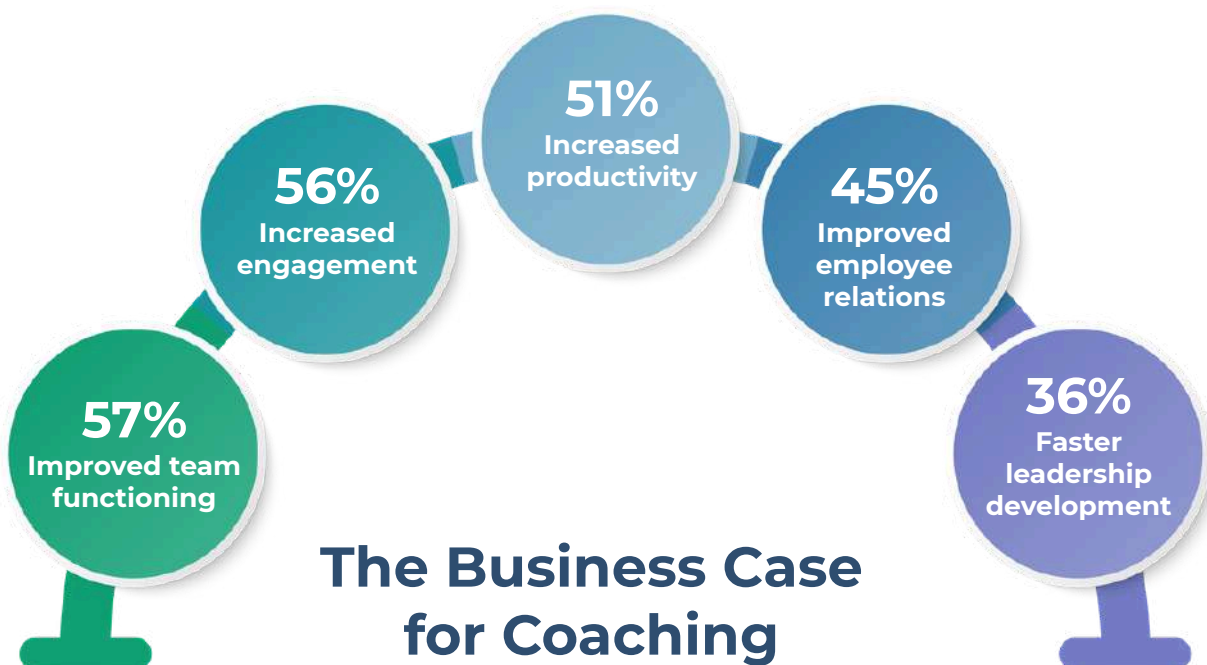 57%
Improved team
functioning
56%
Increased
engagement
51%
Increased
productivity
45%
Improved
employee
relations
36%
Faster
leadership
development
The Business Case
for Coaching